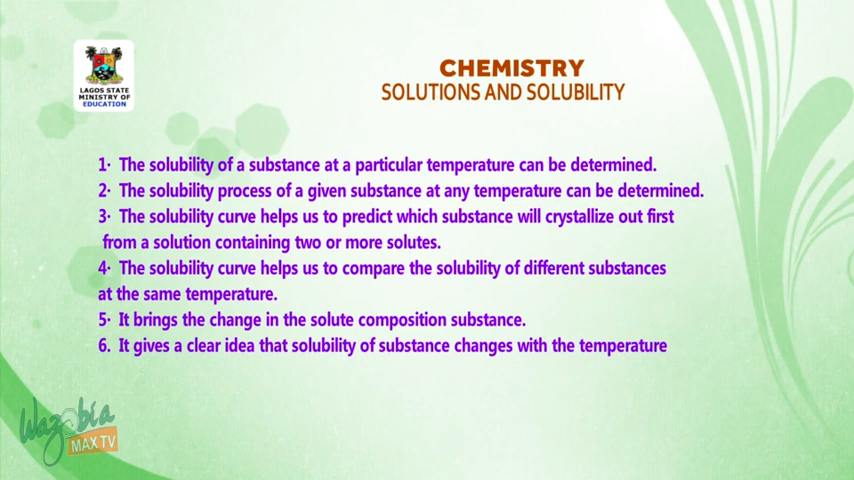 LAGOS STATE
MINISTRY OF
EDUCATION
CHEMISTRY
SOLUTIONS AND SOLUBILITY
1· The solubility of a substance at a particular temperature can be determined.
2· The solubility process of a given substance at any temperature can be determined.
3· The solubility curve helps us to predict which substance will crystallize out first
from a solution containing two or more solutes.
4· The solubility curve helps us to compare the solubility of different substances
at the same temperature.
5· It brings the change in the solute composition substance.
6. It gives a clear idea that solubility of substance changes with the temperature
Wazobia
MAX TV